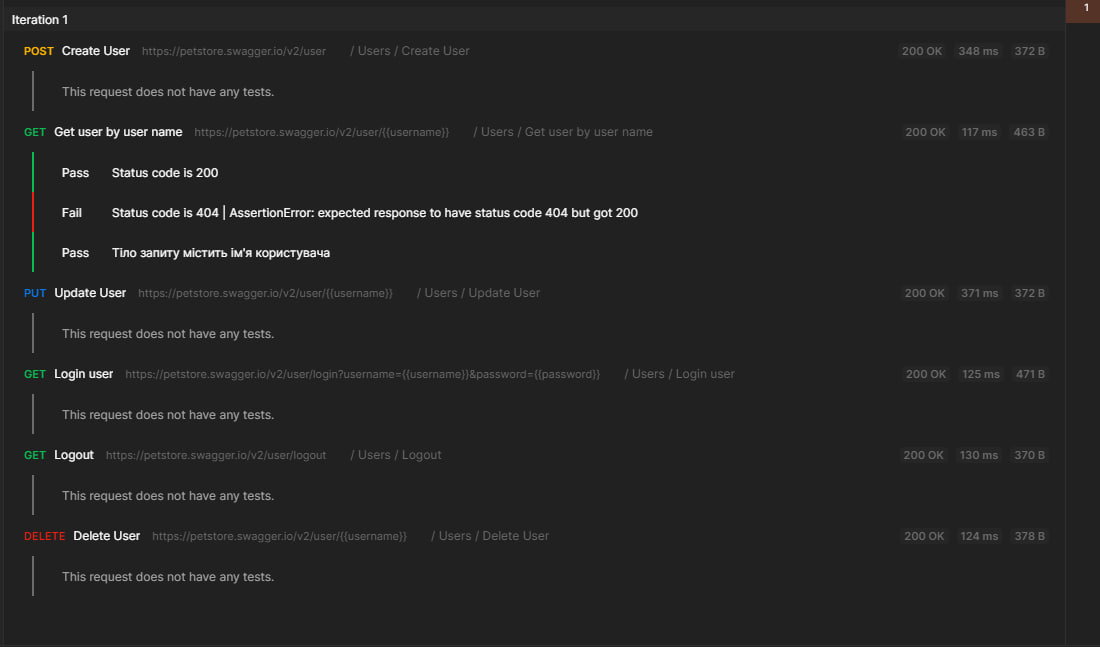 Iteration 1
1
POST Create User https://petstore.swagger.io/v2/user / Users / Create User 200 OK 348 ms 372 B
This request does not have any tests.
GET Get user by user name https://petstore.swagger.io/v2/user/{{username}} / Users / Get user by user name 200 OK 117 ms 463 B
Pass Status code is 200
Fail Status code is 404 | AssertionError: expected response to have status code 404 but got 200
Pass Тіло запиту містить ім'я користувача
PUT Update User https://petstore.swagger.io/v2/user/{{username}} / Users / Update User 200 OK 371 ms 372 B
This request does not have any tests.
GET Login user https://petstore.swagger.io/v2/user/login?username={{username}}&password={{password}} / Users / Login user 200 OK 125 ms 471 B
This request does not have any tests.
GET Logout https://petstore.swagger.io/v2/user/logout / Users / Logout 200 OK 130 ms 370 B
This request does not have any tests.
DELETE Delete User https://petstore.swagger.io/v2/user/{{username}} / Users / Delete User 200 OK 124 ms 378 B
This request does not have any tests.